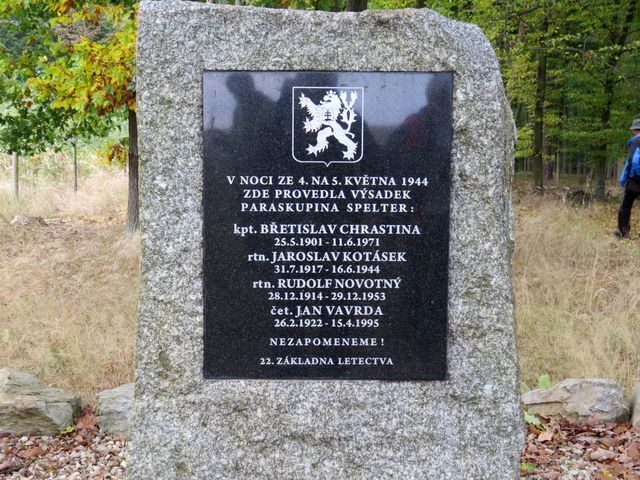 V NOCI ZE 4. NA 5. KVĚTNA 1944
ZDE PROVEDLA VÝSADEK
PARASKUPINA SPELTER :
kpt. BŘETISLAV CHRASTINA
25.5.1901 - 11.6.1971
rtn. JAROSLAV KOTÁSEK
31.7.1917 - 16.6.1944
rtn. RUDOLF NOVOTNÝ
28.12.1914 - 29.12.1953
čet. JAN VAVRDA
26.2.1922 - 15.4.1995
NEZAPOMENEME !
22. ZÁKLADNA LETECTVA